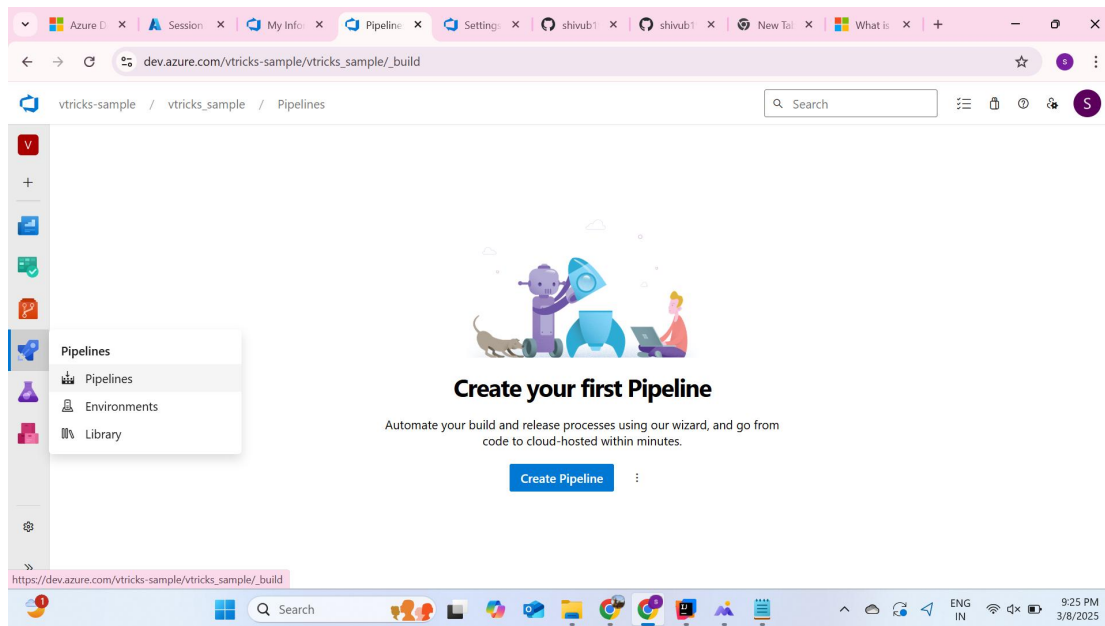 Azure D
Session
My Infor
Pipeline
Settings
shivub1
shivub1
New Tab
What is
dev.azure.com/vtricks-sample/vtricks_sample/_build
s
vtricks-sample / vtricks_sample / Pipelines
Search
S
V
Pipelines
Pipelines
Environments
Library
Create your first Pipeline
Automate your build and release processes using our wizard, and go from
code to cloud-hosted within minutes.
Create Pipeline
https://dev.azure.com/vtricks-sample/vtricks_sample/_build
1
Search
ENG
IN
9:25 PM
3/8/2025